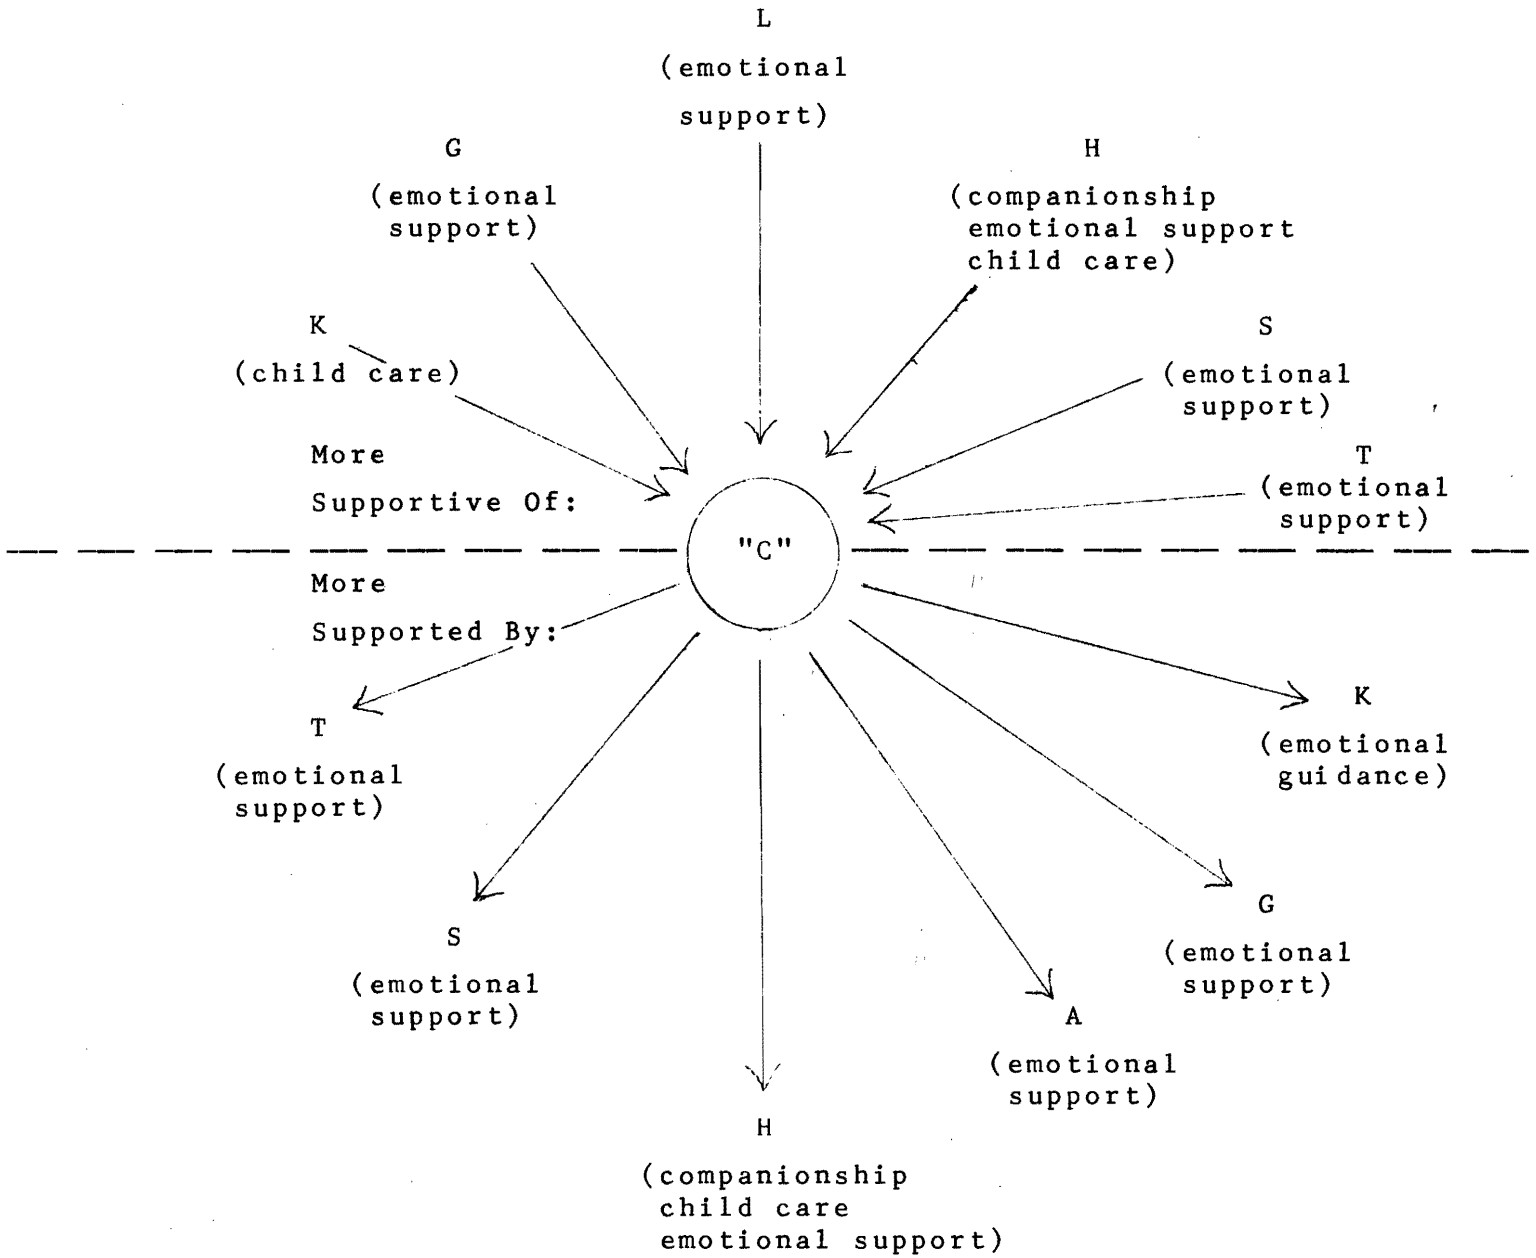 L
(emotional
support)
G
(emotional
support)
H
(companionship
emotional support
child care)
K
(child care)
S
(emotional
support)
T
(emotional
support)
More
Supportive Of:
"C"
More
Supported By:
T
(emotional
support)
K
(emotional
guidance)
S
(emotional
support)
G
(emotional
support)
A
(emotional
support)
H
(companionship
child care
emotional support)